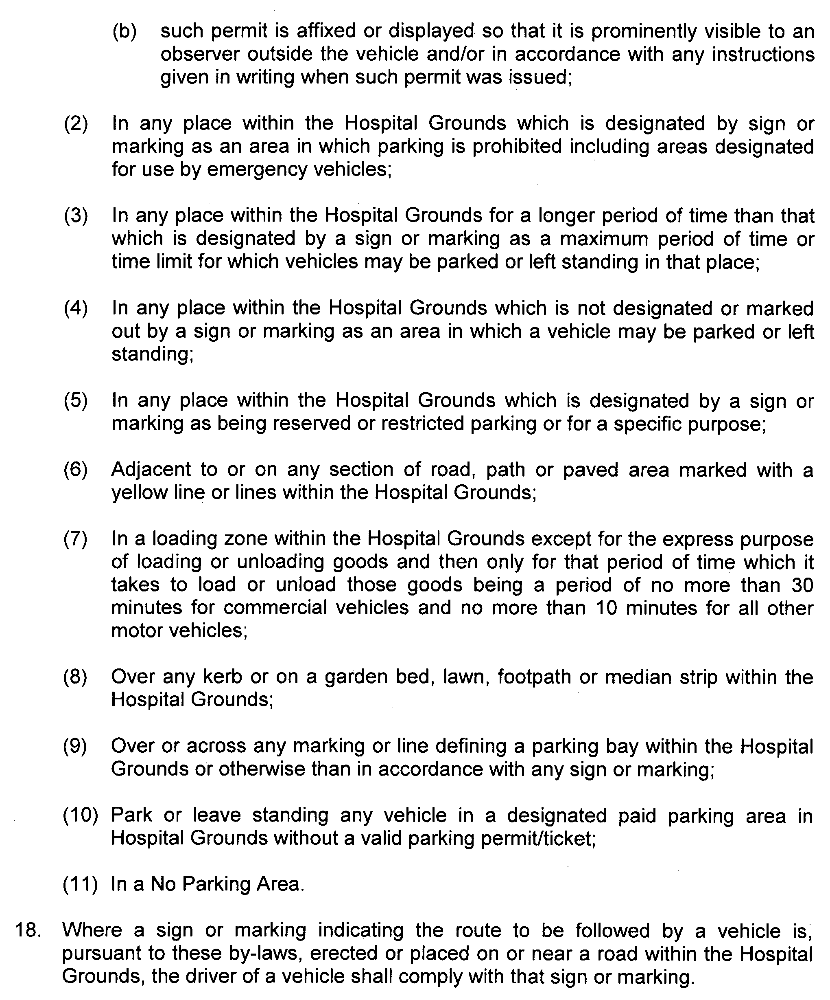 (b) such permit is affixed or displayed so that it is prominently visible to an
observer outside the vehicle and/or in accordance with any instructions
given in writing when such permit was issued;
(2) In any place within the Hospital Grounds which is designated by sign or
marking as an area in which parking is prohibited including areas designated
for use by emergency vehicles;
(3) In any place within the Hospital Grounds for a longer period of time than that
which is designated by a sign or marking as a maximum period of time or
time limit for which vehicles may be parked or left standing in that place;
(4) In any place within the Hospital Grounds which is not designated or marked
out by a sign or marking as an area in which a vehicle may be parked or left
standing;
(5) In any place within the Hospital Grounds which is designated by a sign or
marking as being reserved or restricted parking or for a specific purpose;
(6) Adjacent to or on any section of road, path or paved area marked with a
yellow line or lines within the Hospital Grounds;
(7) In a loading zone within the Hospital Grounds except for the express purpose
of loading or unloading goods and then only for that period of time which it
takes to load or unload those goods being a period of no more than 30
minutes for commercial vehicles and no more than 10 minutes for all other
motor vehicles;
(8) Over any kerb or on a garden bed, lawn, footpath or median strip within the
Hospital Grounds;
(9) Over or across any marking or line defining a parking bay within the Hospital
Grounds or otherwise than in accordance with any sign or marking;
(10) Park or leave standing any vehicle in a designated paid parking area in
Hospital Grounds without a valid parking permit/ticket;
(11) In a No Parking Area.
18. Where a sign or marking indicating the route to be followed by a vehicle is,
pursuant to these by-laws, erected or placed on or near a road within the Hospital
Grounds, the driver of a vehicle shall comply with that sign or marking.